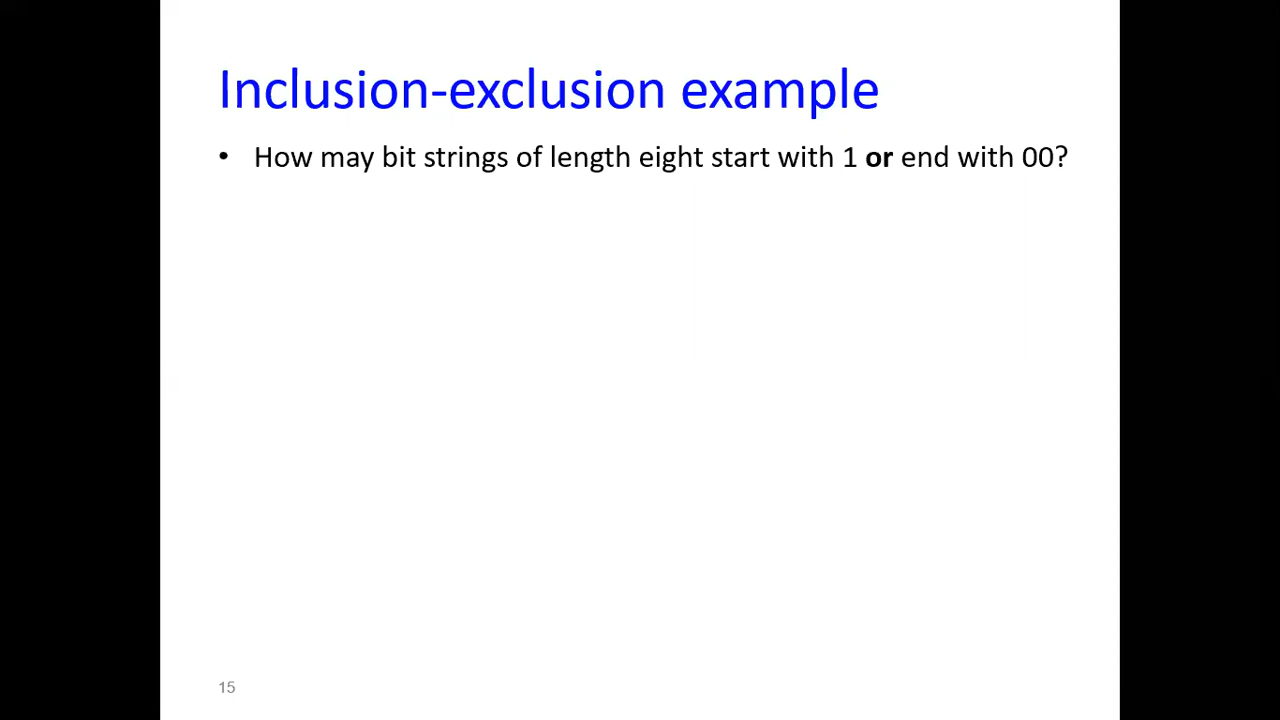 Inclusion-exclusion example
• How may bit strings of length eight start with 1 or end with 00?
15